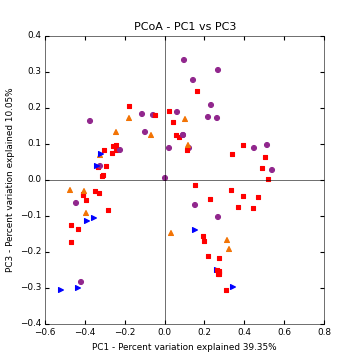 PCoA - PC1 vs PC3
0.4
0.3
0.2
0.1
0.0
−0.1
−0.2
−0.3
−0.4
−0.6 −0.4 −0.2 0.0 0.2 0.4 0.6 0.8
PC3 - Percent variation explained 10.05%
PC1 - Percent variation explained 39.35%